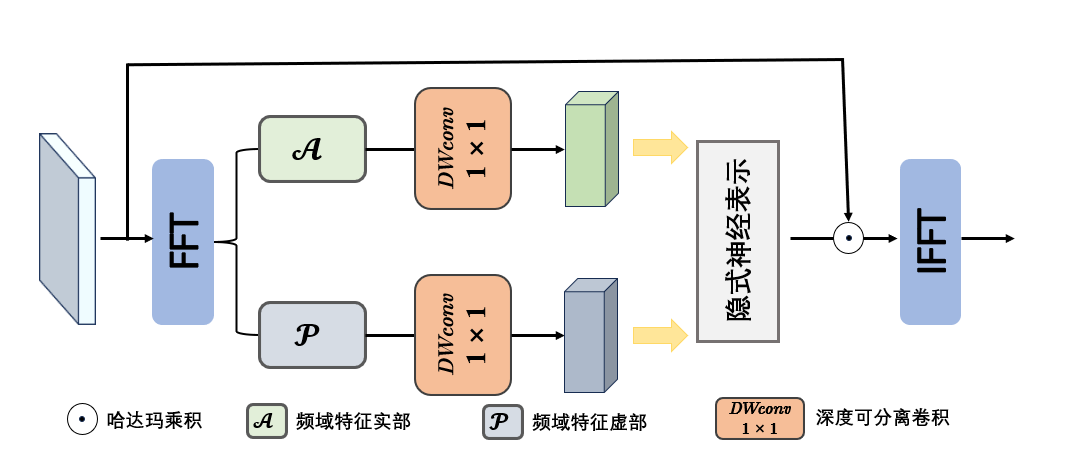 FFT
𝓐
DWconv
1 × 1
𝓟
DWconv
1 × 1
隐式神经表示
IFFT
哈达玛乘积
𝓐 频域特征实部
𝓟 频域特征虚部
DWconv
1 × 1
深度可分离卷积